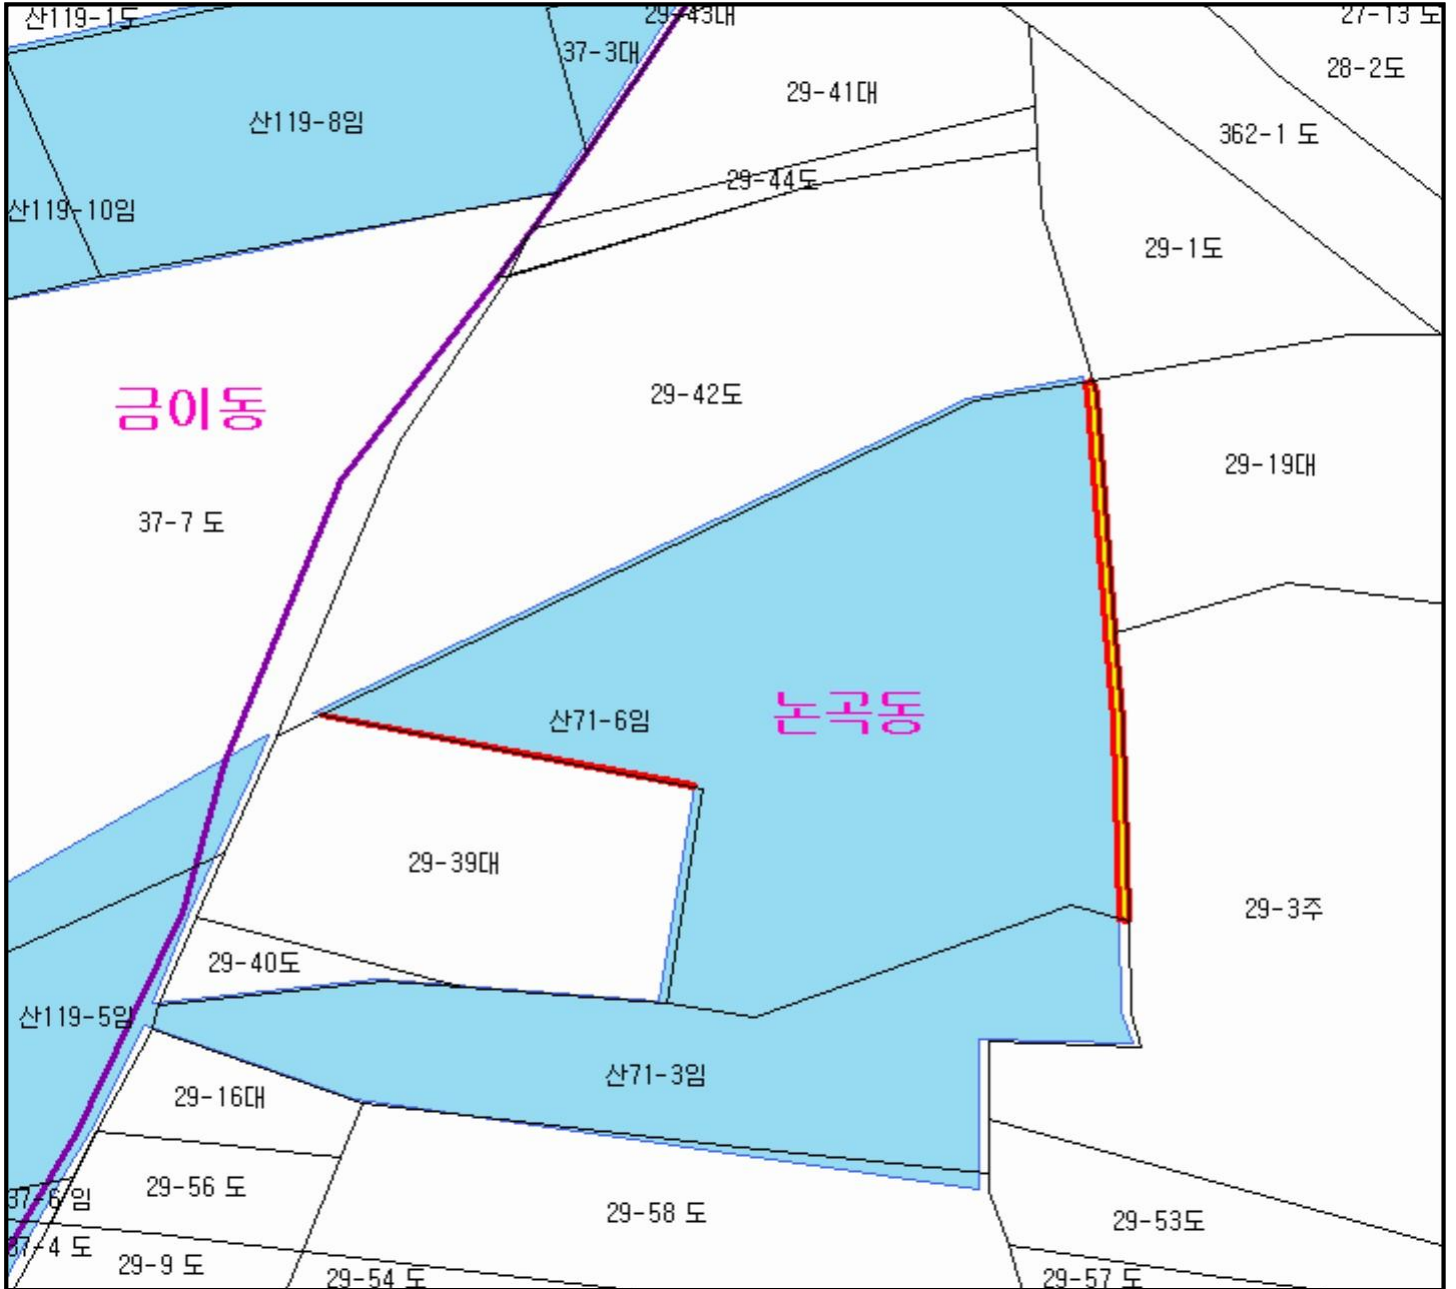 산119-1도
29-43대
27-13 도
37-3대
28-2도
29-41대
산119-8임
362-1 도
29-44도
산119-10임
29-1도
금이동
29-42도
29-19대
37-7 도
논곡동
산71-6임
29-39대
29-3주
29-40도
산119-5임
산71-3임
29-16대
29-56 도
37-6 임
29-58 도
29-53도
37-4 도
29-9 도
29-54 도
29-57 도